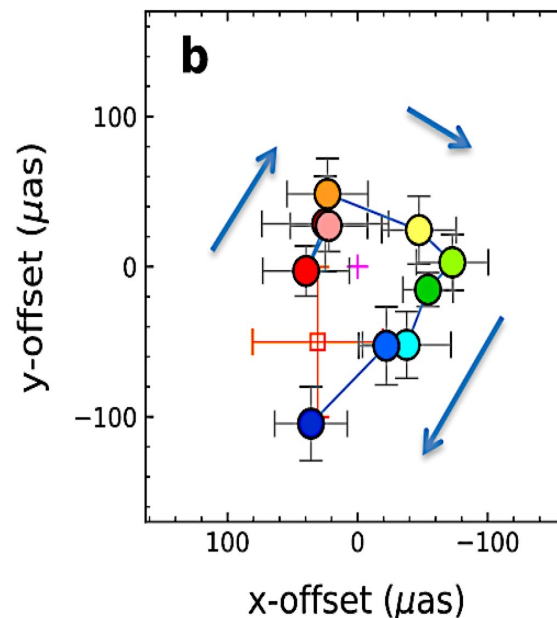 b
100
0
−100
y-offset (μas)
100 0 −100
x-offset (μas)